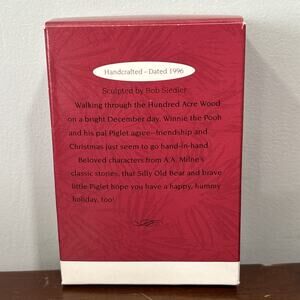 Handcrafted - Dated 1996
Sculpted by Bob Siedler
Walking through the Hundred Acre Wood
on a bright December day, Winnie the Pooh
and his pal Piglet agree–friendship and
Christmas just seem to go hand-in-hand.
Beloved characters from A.A. Milne's
classic stories, that Silly Old Bear and brave
little Piglet hope you have a happy, hummy
holiday, too!